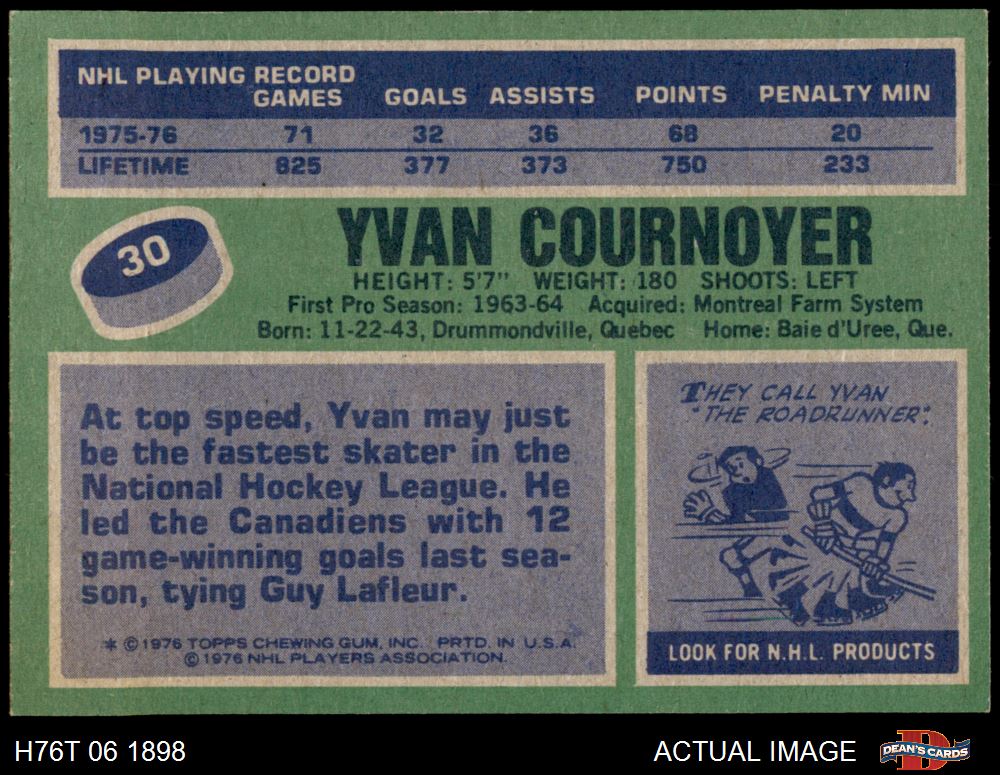 NHL PLAYING RECORD
GAMES GOALS ASSISTS POINTS PENALTY MIN
1975-76 71 32 36 68 20
LIFETIME 825 377 373 750 233
30
YVAN COURNOYER
HEIGHT: 5'7" WEIGHT: 180 SHOOTS: LEFT
First Pro Season: 1963-64 Acquired: Montreal Farm System
Born: 11-22-43, Drummondville, Quebec Home: Baie d'Uree, Que.
At top speed, Yvan may just
be the fastest skater in the
National Hockey League. He
led the Canadiens with 12
game-winning goals last sea-
son, tying Guy Lafleur.
* © 1976 TOPPS CHEWING GUM, INC. PRTD. IN U.S.A.
© 1976 NHL PLAYERS ASSOCIATION.
THEY CALL YVAN
"THE ROADRUNNER".
LOOK FOR N.H.L. PRODUCTS
H76T 06 1898 ACTUAL IMAGE
D
DEAN'S CARDS